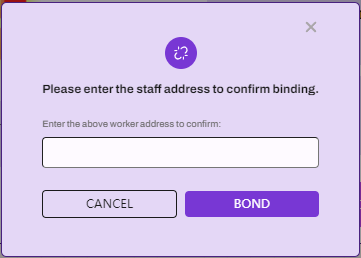 Please enter the staff address to confirm binding.
Enter the above worker address to confirm:
CANCEL BOND